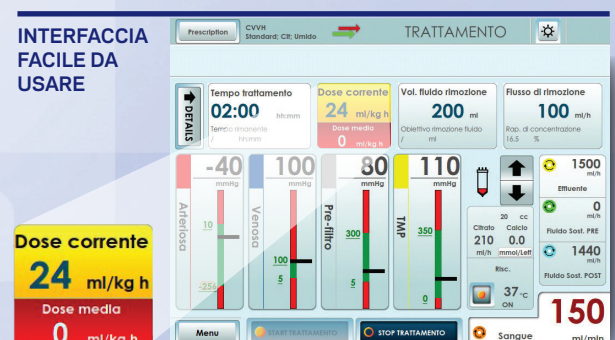 INTERFACCIA
FACILE DA
USARE
Prescription
CVVH
Standard; Cit; Umido
TRATTAMENTO
DETAILS
Tempo trattamento
02:00 hh:mm
Tempo rimanente
/ hh:mm
Dose corrente
24 ml/kg h
Dose media
0 ml/kg h
Vol. fluido rimozione
200 ml
Obiettivo rimozione fluido
/ ml
Flusso di rimozione
100 ml/h
Rap. di concentrazione
16.5 %
-40
mmHg
Arteriosa
10
-256
100
mmHg
Venosa
100
5
80
mmHg
Pre-filtro
300
5
110
mmHg
TMP
350
0
20 cc
Citrato Calcio
210 0.0
ml/h mmol/Leff
Risc.
37 °C
ON
1500
ml/h
Effluente
0
ml/h
Fluido Sost. PRE
1440
ml/h
Fluido Sost. POST
150
Sangue ml/min
Menu
START TRATTAMENTO
STOP TRATTAMENTO
Dose corrente
24 ml/kg h
Dose media
0 ml/kg h